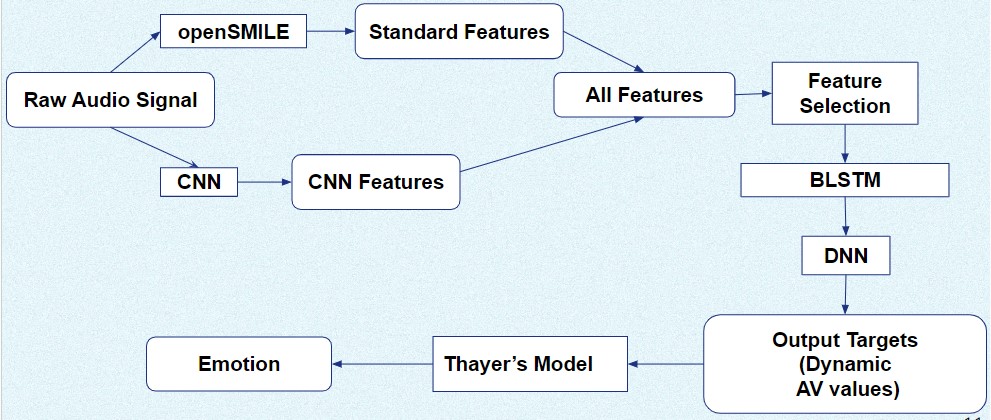 openSMILE
Standard Features
Raw Audio Signal
All Features
Feature
Selection
CNN
CNN Features
BLSTM
DNN
Output Targets
(Dynamic
AV values)
Thayer's Model
Emotion